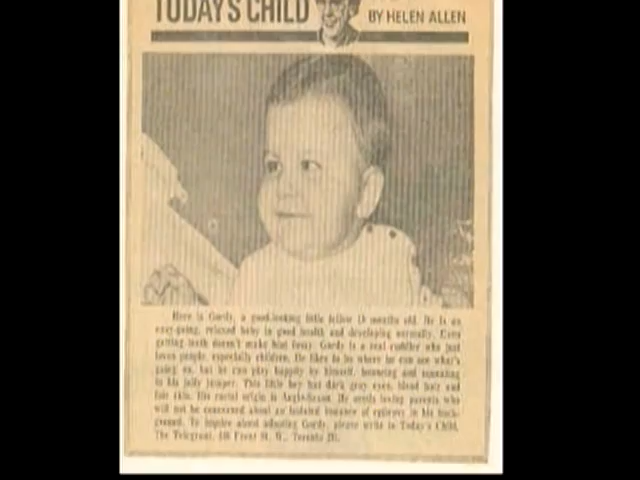 TODAY'S CHILD
BY HELEN ALLEN
Here is Gordy, a good-looking little fellow months old. He is an
easy-going, relaxed baby in good health and developing normally. Even
getting teeth doesn't make him fussy. Gordy is a real cuddler who just
loves people, especially children. He likes to be where he can see what's
going on, but he can play happily by himself, bouncing and
in his jolly jumper. This little boy has dark gray eyes, blond hair and
fair skin. His racial origin is Anglo-Saxon. He needs loving parents who
will not be concerned about an isolated instance of epilepsy in his back-
ground. To inquire about adopting Gordy, please write to Today's Child,
The Telegram, Front St. W., Toronto